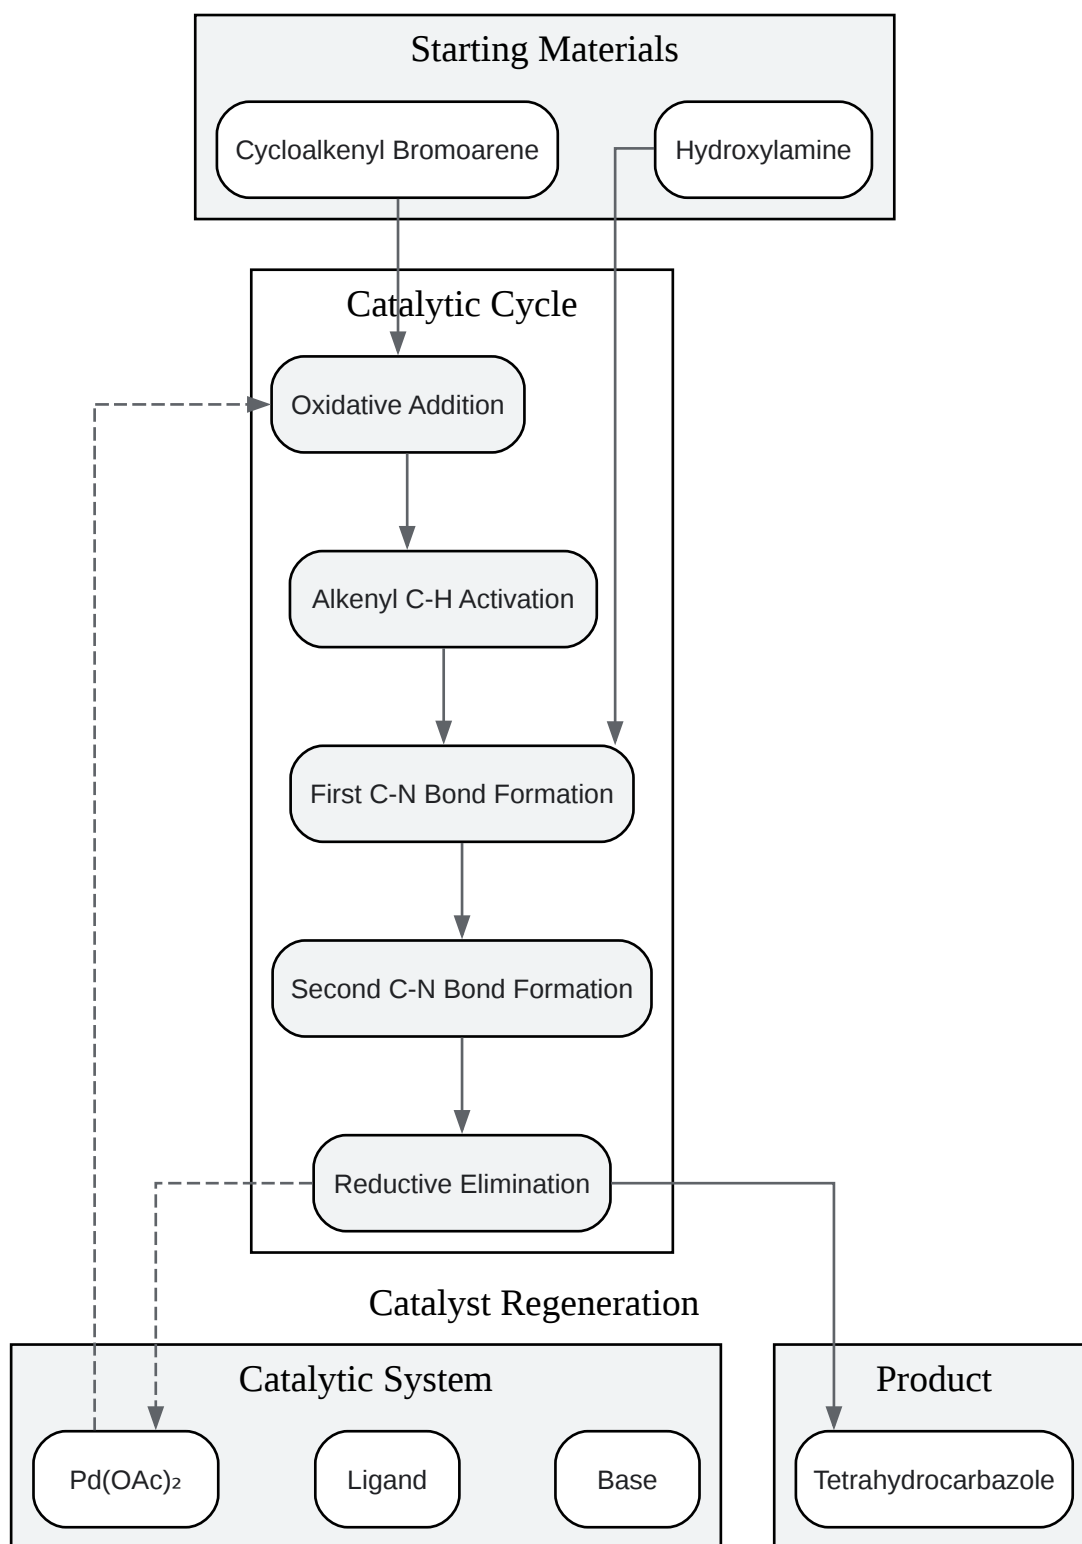 Starting Materials
Cycloalkenyl Bromoarene
Hydroxylamine
Catalytic Cycle
Oxidative Addition
Alkenyl C-H Activation
First C-N Bond Formation
Second C-N Bond Formation
Reductive Elimination
Catalyst Regeneration
Catalytic System
Product
Pd(OAc)₂
Ligand
Base
Tetrahydrocarbazole